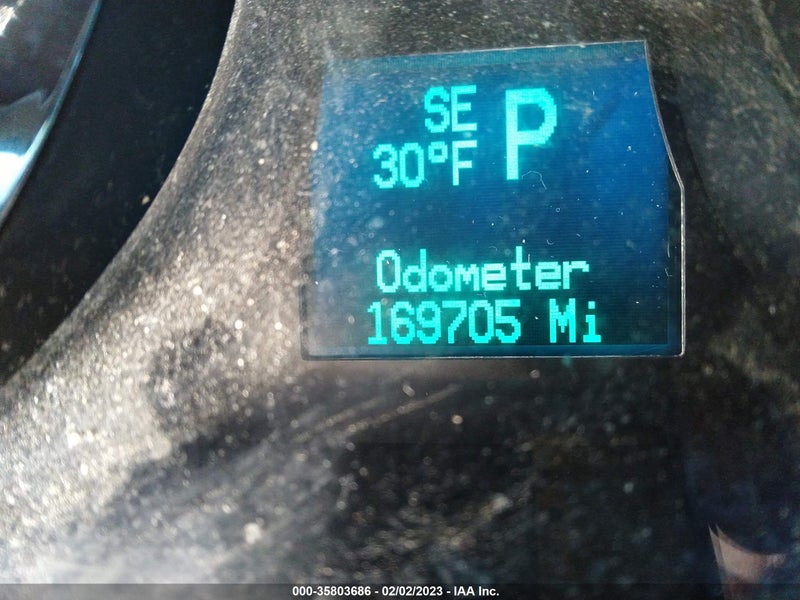 SE
30°F P
Odometer
169705 Mi
000-35803686 - 02/02/2023 - IAA Inc.